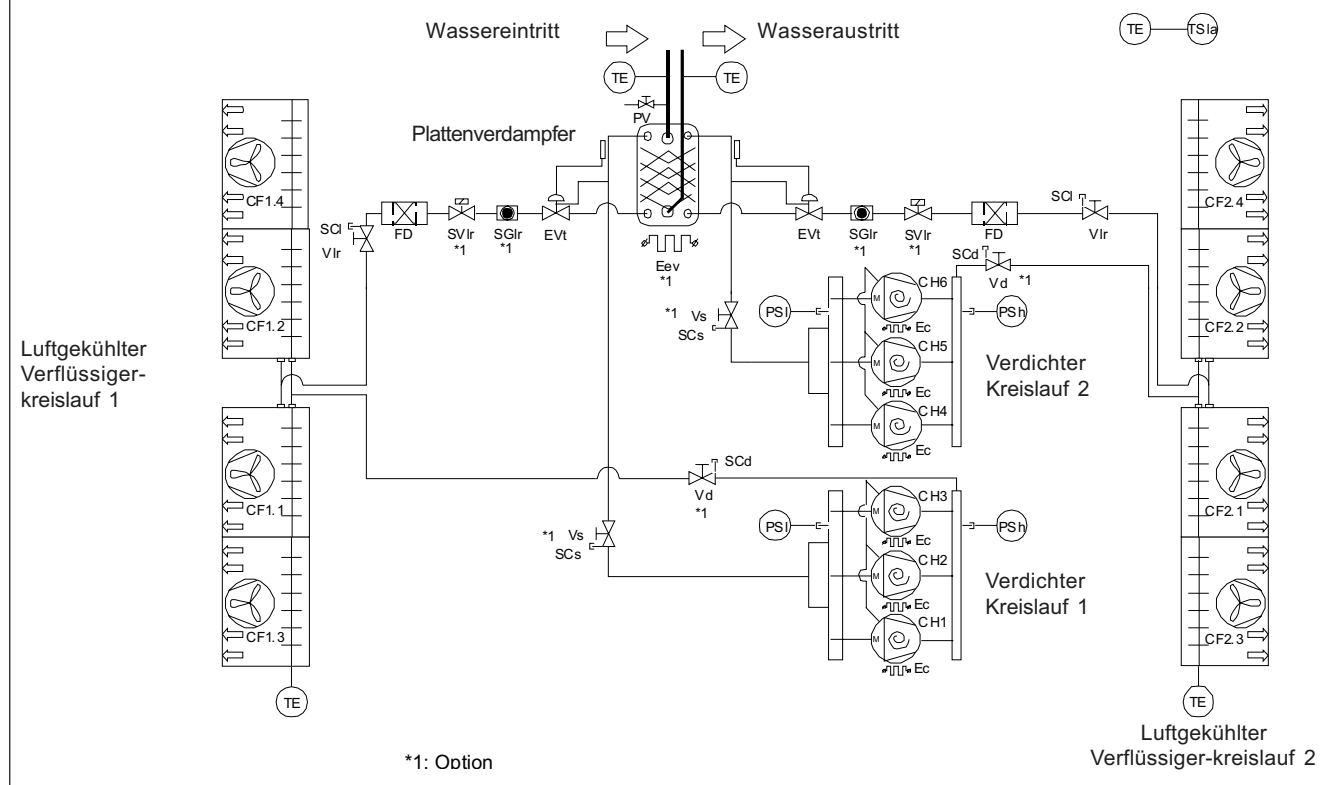 Wassereintritt
Wasseraustritt
TE
TSIa
TE
TE
PV
Plattenverdampfer
CF1.4
CF2.4
SCl
Vlr
FD
SVlr
*1
SGlr
*1
EVt
EVt
SGlr
*1
SVlr
*1
FD
SCl
Vlr
Eev
*1
SCd
Vd
*1
CF1.2
CF2.2
*1 Vs
SCs
PSl
M
CH6
Ec
M
CH5
Ec
M
CH4
Ec
PSh
Verdichter
Kreislauf 2
Luftgekühlter
Verflüssiger-
kreislauf 1
CF1.1
CF2.1
SCd
Vd
*1
*1 Vs
SCs
PSl
M
CH3
Ec
M
CH2
Ec
M
CH1
Ec
PSh
Verdichter
Kreislauf 1
CF1.3
CF2.3
TE
TE
Luftgekühlter
Verflüssiger-kreislauf 2
*1: Option